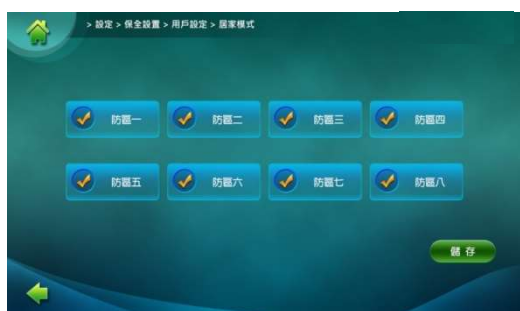 > 設定 > 保全設置 > 用戶設定 > 居家模式
防區一 防區二 防區三 防區四
防區五 防區六 防區七 防區八
儲存